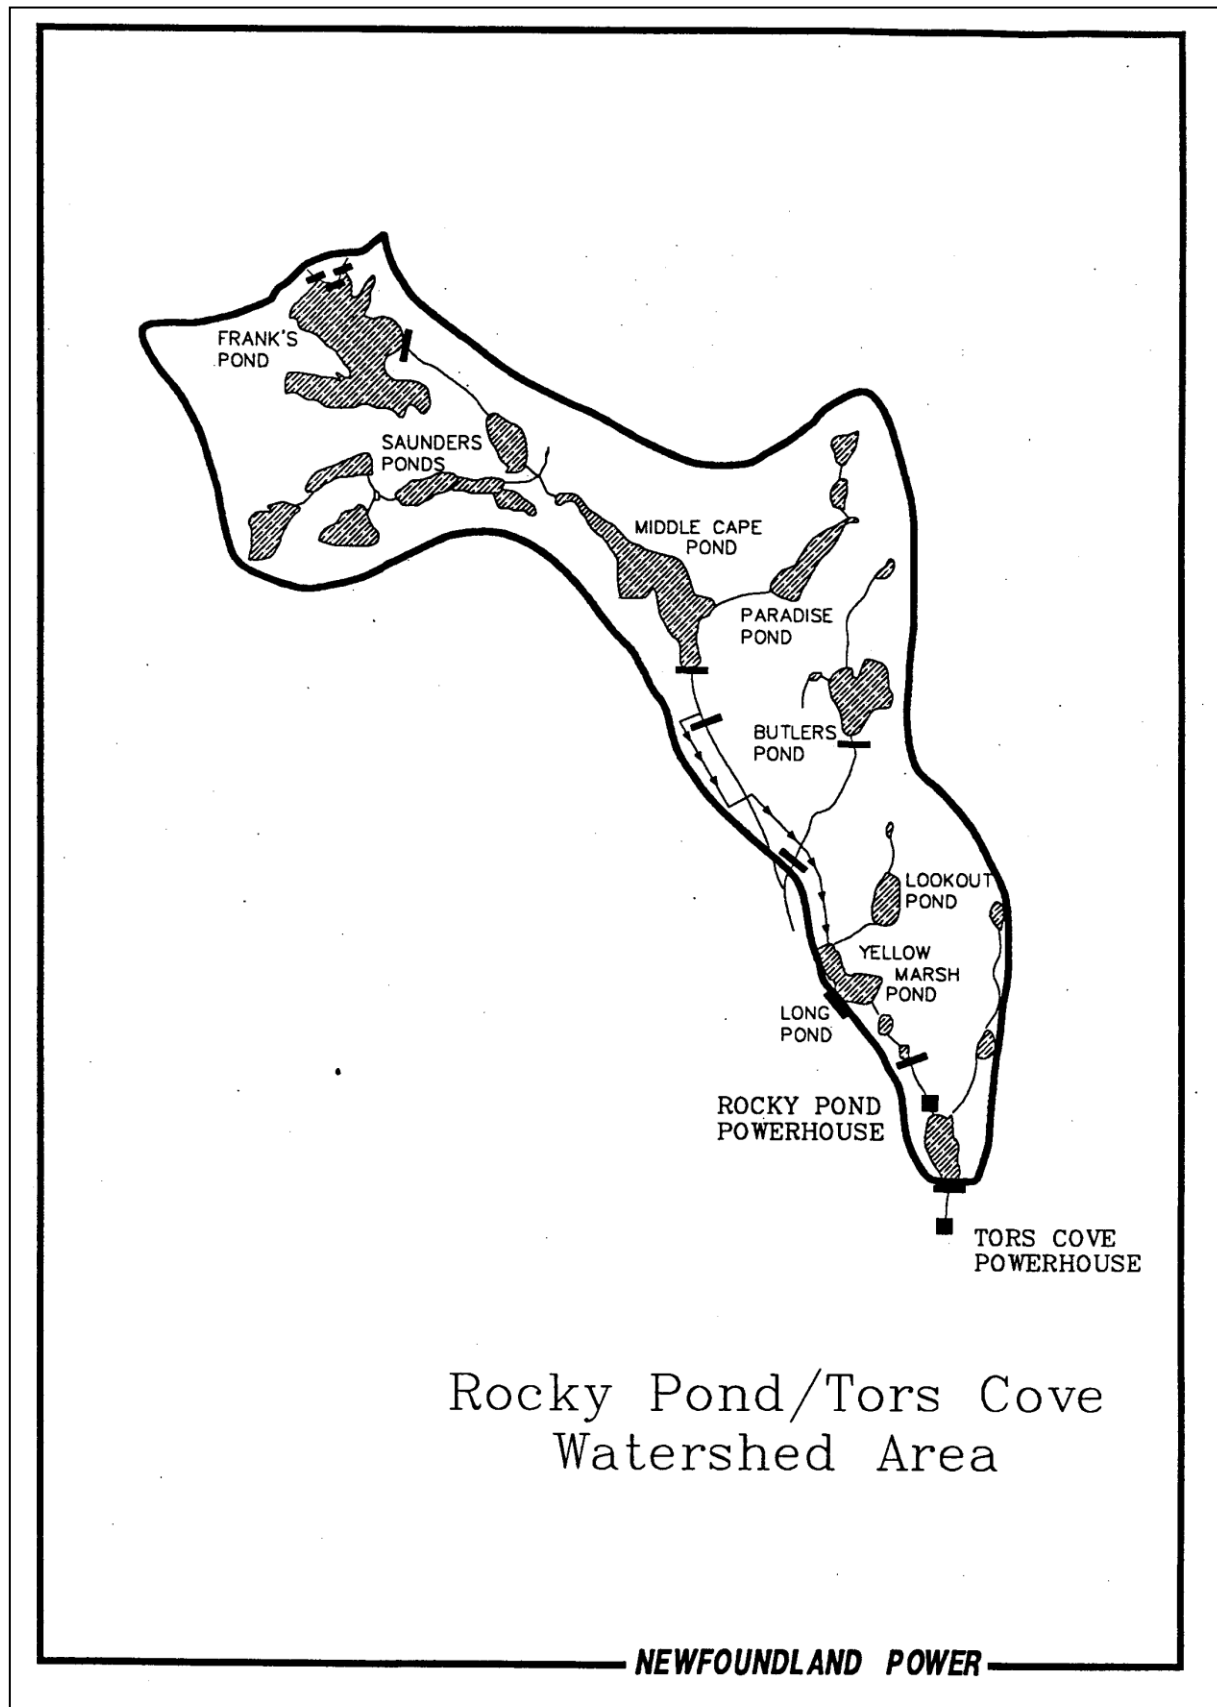 FRANK'S
POND
SAUNDERS
PONDS
MIDDLE CAPE
POND
PARADISE
POND
BUTLERS
POND
LOOKOUT
POND
YELLOW
MARSH
POND
LONG
POND
ROCKY POND
POWERHOUSE
TORS COVE
POWERHOUSE
Rocky Pond/Tors Cove
Watershed Area
NEWFOUNDLAND POWER